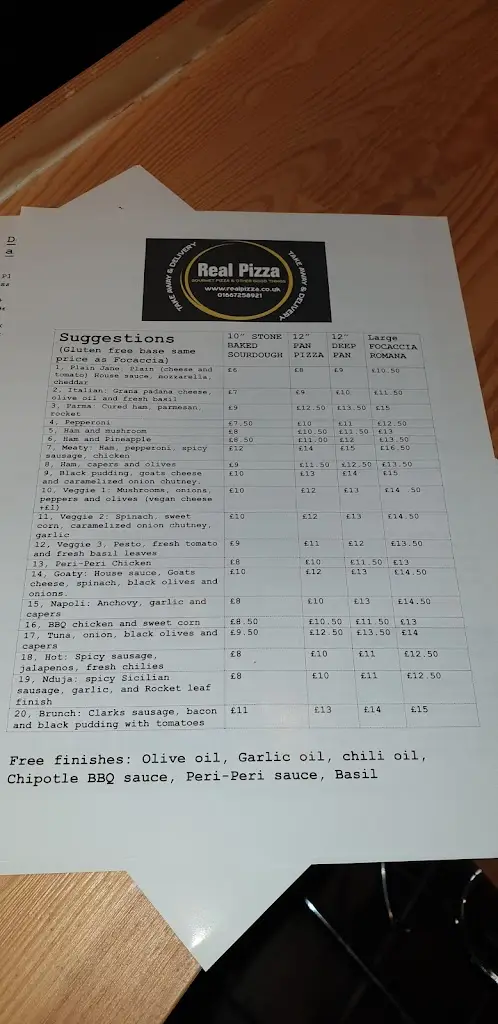 D
a
TAKE AWAY & DELIVERY
Real Pizza
GOURMET PIZZA & OTHER GOOD THINGS
www.realpizza.co.uk
01667258921
TAKE AWAY & DELIVERY
Suggestions
(Gluten free base same
price as Focaccia)
10" STONE
BAKED
SOURDOUGH
12"
PAN
PIZZA
12"
DEEP
PAN
Large
FOCACCIA
ROMANA
1, Plain Jane: Plain (cheese and
tomato) House sauce, mozzarella,
cheddar
£6 £8 £9 £10.50
2, Italian: Grana padana cheese,
olive oil and fresh basil
£7 £9 £10 £11.50
3, Parma: Cured ham, parmesan,
rocket
£9 £12.50 £13.50 £15
4, Pepperoni £7.50 £10 £11 £12.50
5, Ham and mushroom £8 £10.50 £11.50 £13
6, Ham and Pineapple £8.50 £11.00 £12 £13.50
7, Meaty: Ham, pepperoni, spicy
sausage, chicken
£12 £14 £15 £16.50
8, Ham, capers and olives £9 £11.50 £12.50 £13.50
9, Black pudding, goats cheese
and caramelized onion chutney.
£10 £13 £14 £15
10, Veggie 1: Mushrooms, onions,
peppers and olives (vegan cheese
+£1)
£10 £12 £13 £14 .50
11, Veggie 2: Spinach, sweet
corn, caramelized onion chutney,
garlic
£10 £12 £13 £14.50
12, Veggie 3, Pesto, fresh tomato
and fresh basil leaves
£9 £11 £12 £13.50
13, Peri-Peri Chicken £8 £10 £11.50 £13
14, Goaty: House sauce, Goats
cheese, spinach, black olives and
onions.
£10 £12 £13 £14.50
15, Napoli: Anchovy, garlic and
capers
£8 £10 £13 £14.50
16, BBQ chicken and sweet corn £8.50 £10.50 £11.50 £13
17, Tuna, onion, black olives and
capers
£9.50 £12.50 £13.50 £14
18, Hot: Spicy sausage,
jalapenos, fresh chilies
£8 £10 £11 £12.50
19, Nduja: spicy Sicilian
sausage, garlic, and Rocket leaf
finish
£8 £10 £11 £12.50
20, Brunch: Clarks sausage, bacon
and black pudding with tomatoes
£11 £13 £14 £15
Free finishes: Olive oil, Garlic oil, chili oil,
Chipotle BBQ sauce, Peri-Peri sauce, Basil